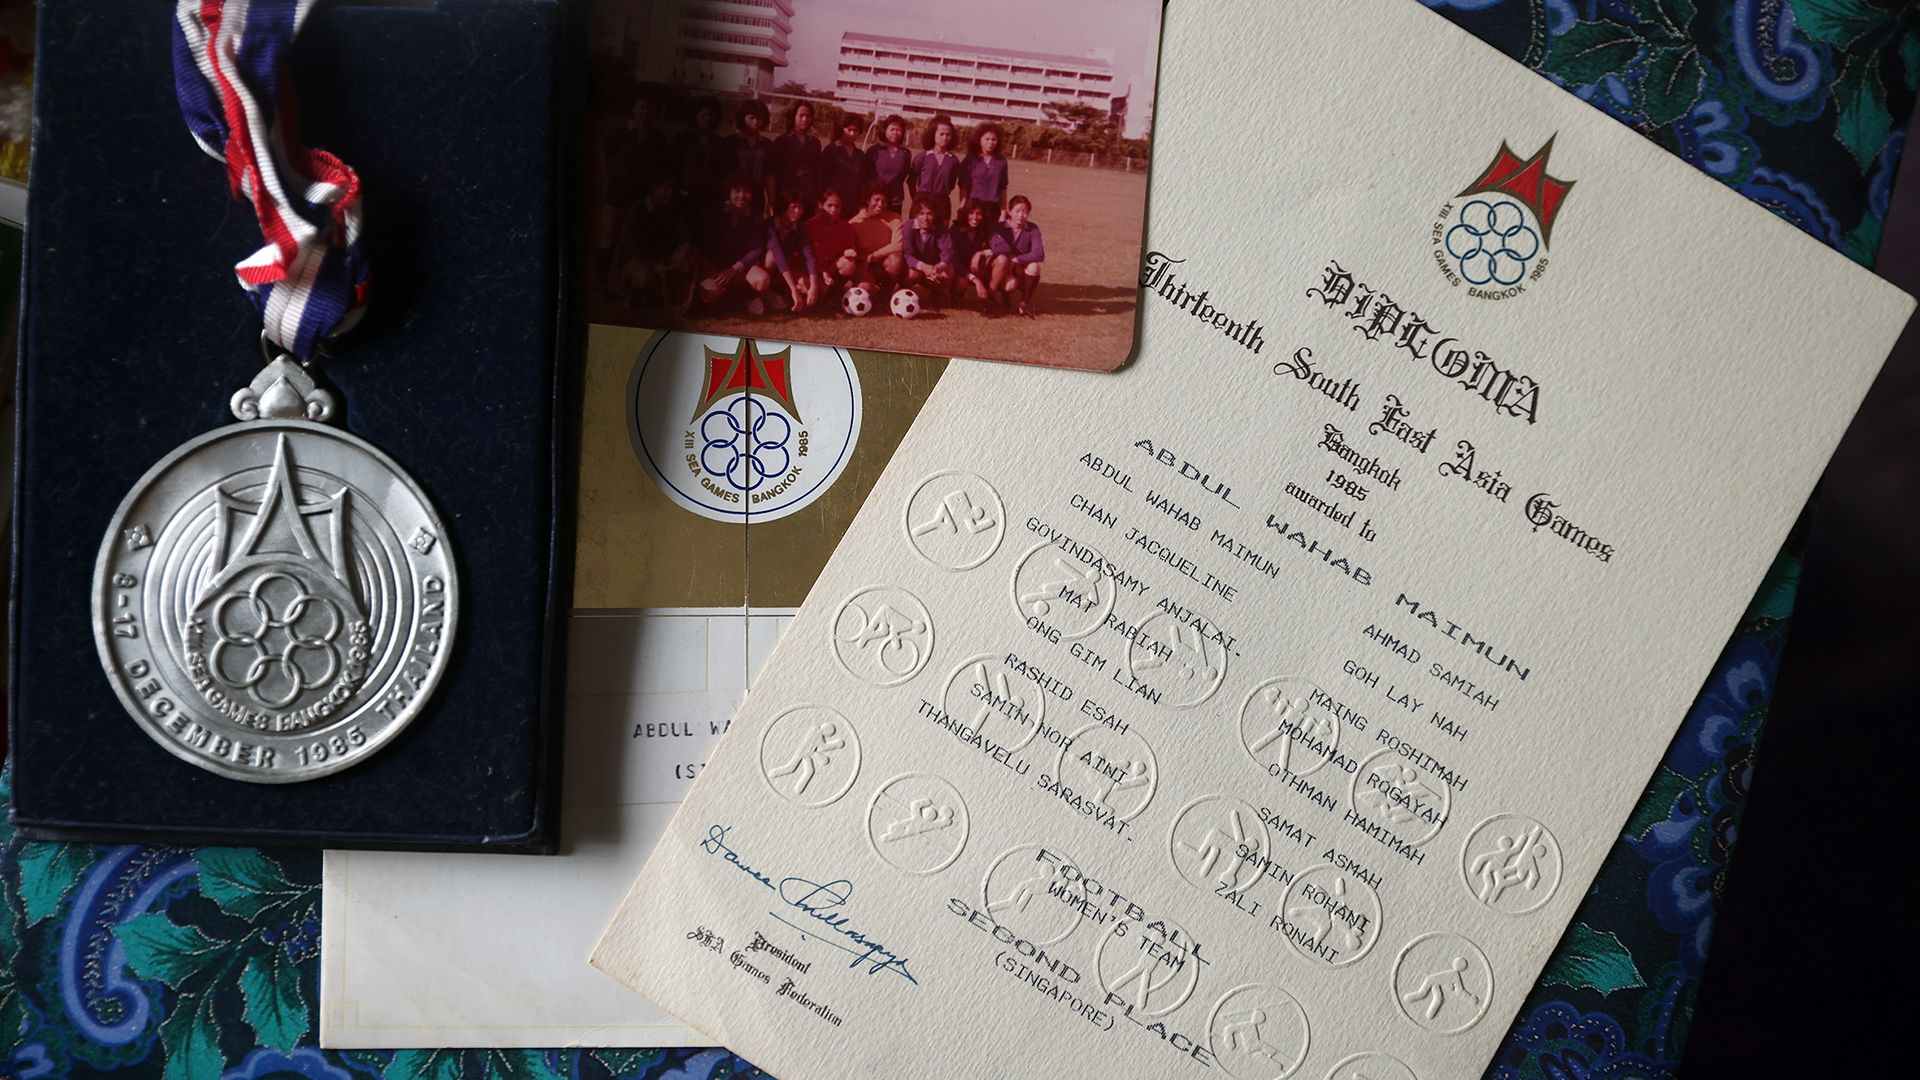 XIII SEA GAMES BANGKOK 1985
8-17 DECEMBER 1985 THAILAND
XIII SEA GAMES BANGKOK 1985
ABDUL
XIII SEA GAMES BANGKOK 1985
DIPLOMA
Thirteenth South East Asia Games
Bangkok
1985
awarded to
ABDUL WAHAB MAIMUN
ABDUL WAHAB MAIMUN AHMAD SAMIAH
CHAN JACQUELINE GOH LAY NAH
GOVINDASAMY ANJALAI. MAING ROSHIMAH
MAT RABIAH MOHAMAD ROGAYAH
ONG GIM LIAN OTHMAN HAMIMAH
RASHID ESAH SAMAT ASMAH
SAMIN NOR AINI SAMIN ROHANI
THANGAVELU SARASVAT. ZALI RONANI
FOOTBALL
WOMEN'S TEAM
SECOND PLACE
(SINGAPORE)
President
SEA Games Federation